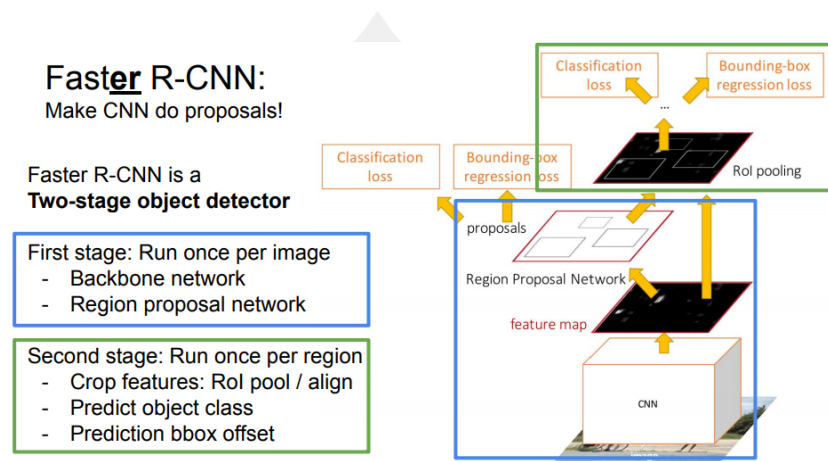 Faster R-CNN:
Make CNN do proposals!
Faster R-CNN is a
Two-stage object detector
First stage: Run once per image
- Backbone network
- Region proposal network
Second stage: Run once per region
- Crop features: RoI pool / align
- Predict object class
- Prediction bbox offset
Classification
loss
Bounding-box
regression loss
...
RoI pooling
Classification
loss
Bounding-box
regression loss
proposals
Region Proposal Network
feature map
CNN
image